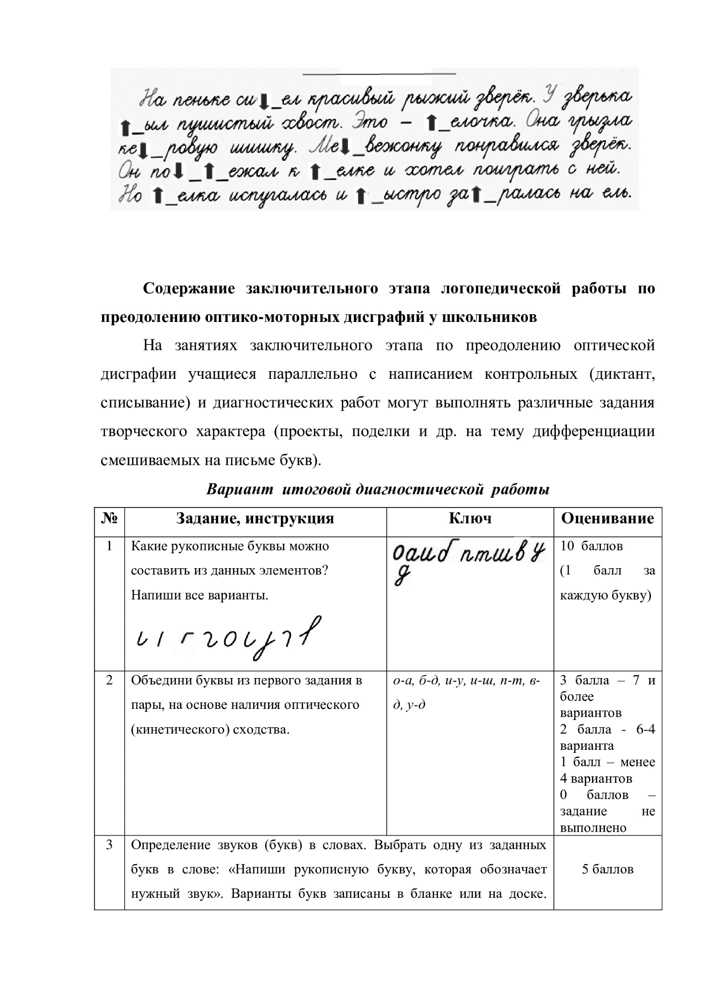 На пеньке си⬇_ел красивый рыжий зверёк. У зверька
⬆_ыл пушистый хвост. Это – ⬆_елочка. Она грызла
ке⬇_ровую шишку. Ме⬇_вежонку понравился зверёк.
Он по⬇_⬆_ежал к ⬆_елке и хотел поиграть с ней.
Но ⬆_елка испугалась и ⬆_ыстро за⬆_ралась на ель.
Содержание заключительного этапа логопедической работы по
преодолению оптико-моторных дисграфий у школьников
На занятиях заключительного этапа по преодолению оптической
дисграфии учащиеся параллельно с написанием контрольных (диктант,
списывание) и диагностических работ могут выполнять различные задания
творческого характера (проекты, поделки и др. на тему дифференциации
смешиваемых на письме букв).
Вариант итоговой диагностической работы
№ Задание, инструкция Ключ Оценивание
1
Какие рукописные буквы можно
составить из данных элементов?
Напиши все варианты.
о а и б п т ш в у
д
10 баллов
(1 балл за
каждую букву)
2
Объедини буквы из первого задания в
пары, на основе наличия оптического
(кинетического) сходства.
о-а, б-д, и-у, и-ш, п-т, в-
д, у-д
3 балла – 7 и
более
вариантов
2 балла - 6-4
варианта
1 балл – менее
4 вариантов
0 баллов –
задание не
выполнено
3
Определение звуков (букв) в словах. Выбрать одну из заданных
букв в слове: «Напиши рукописную букву, которая обозначает
нужный звук». Варианты букв записаны в бланке или на доске.
5 баллов